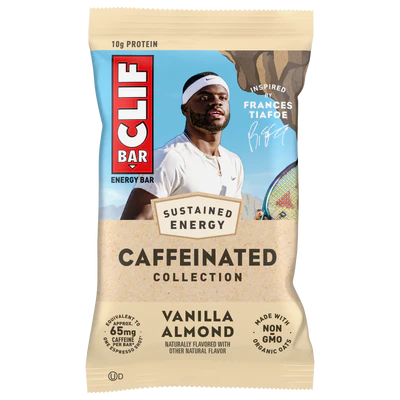 10g PROTEIN
CLIF
BAR
ENERGY BAR
INSPIRED
BY
FRANCES
TIAFOE
SUSTAINED
ENERGY
CAFFEINATED
COLLECTION
VANILLA
ALMOND
NATURALLY FLAVORED WITH
OTHER NATURAL FLAVOR
EQUIVALENT TO
APPROX.
65mg
CAFFEINE
PER BAR*
ONE ESPRESSO SHOT*
MADE WITH
NON-
GMO
ORGANIC OATS
U D